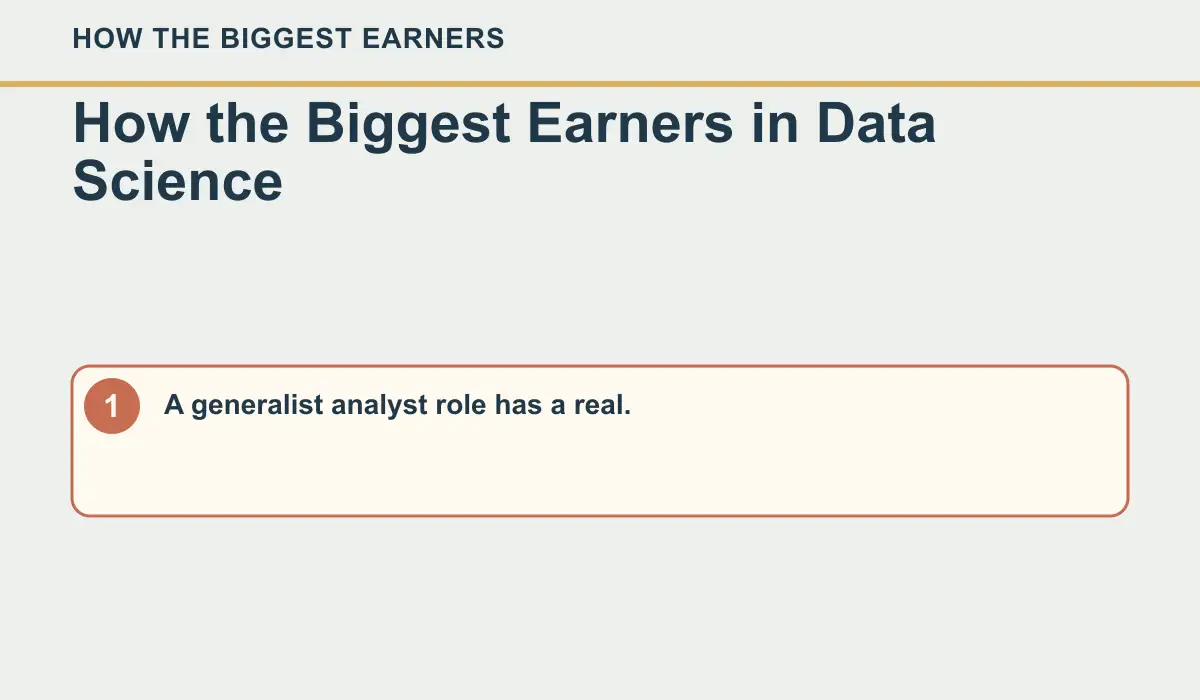 HOW THE BIGGEST EARNERS
How the Biggest Earners in Data
Science
1
A generalist analyst role has a real.